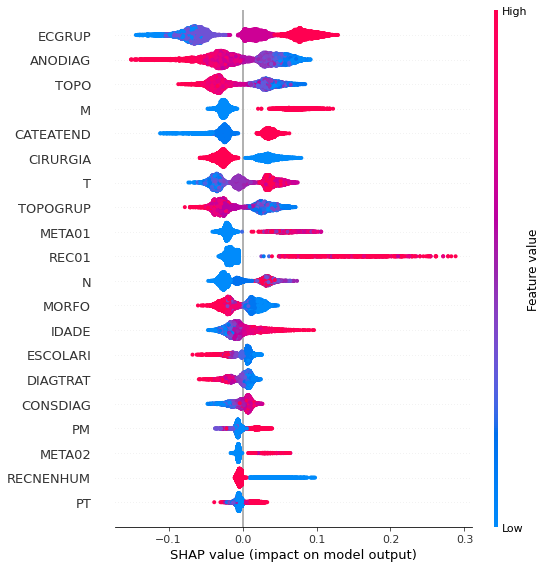 High
ECGRUP
ANODIAG
TOPO
M
CATEATEND
CIRURGIA
T
TOPOGRUP
META01
REC01
N
MORFO
IDADE
ESCOLARI
DIAGTRAT
CONSDIAG
PM
META02
RECNENHUM
PT
Feature value
Low
−0.1 0.0 0.1 0.2 0.3
SHAP value (impact on model output)